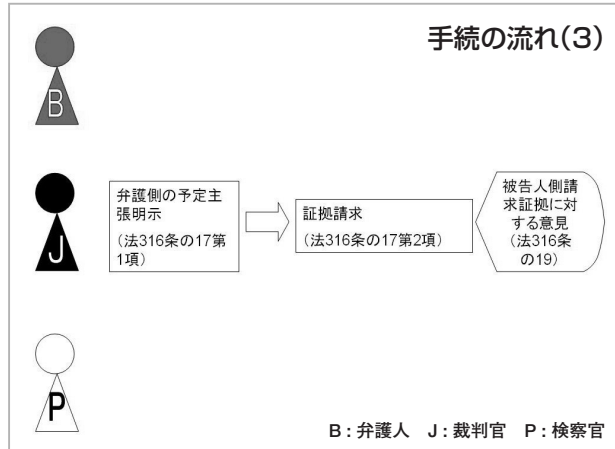 手続の流れ(3)
B
J
弁護側の予定主
張明示
(法316条の17第
1項)
証拠請求
(法316条の17第2項)
被告人側請
求証拠に対
する意見
(法316条
の19)
P
B:弁護人 J:裁判官 P:検察官